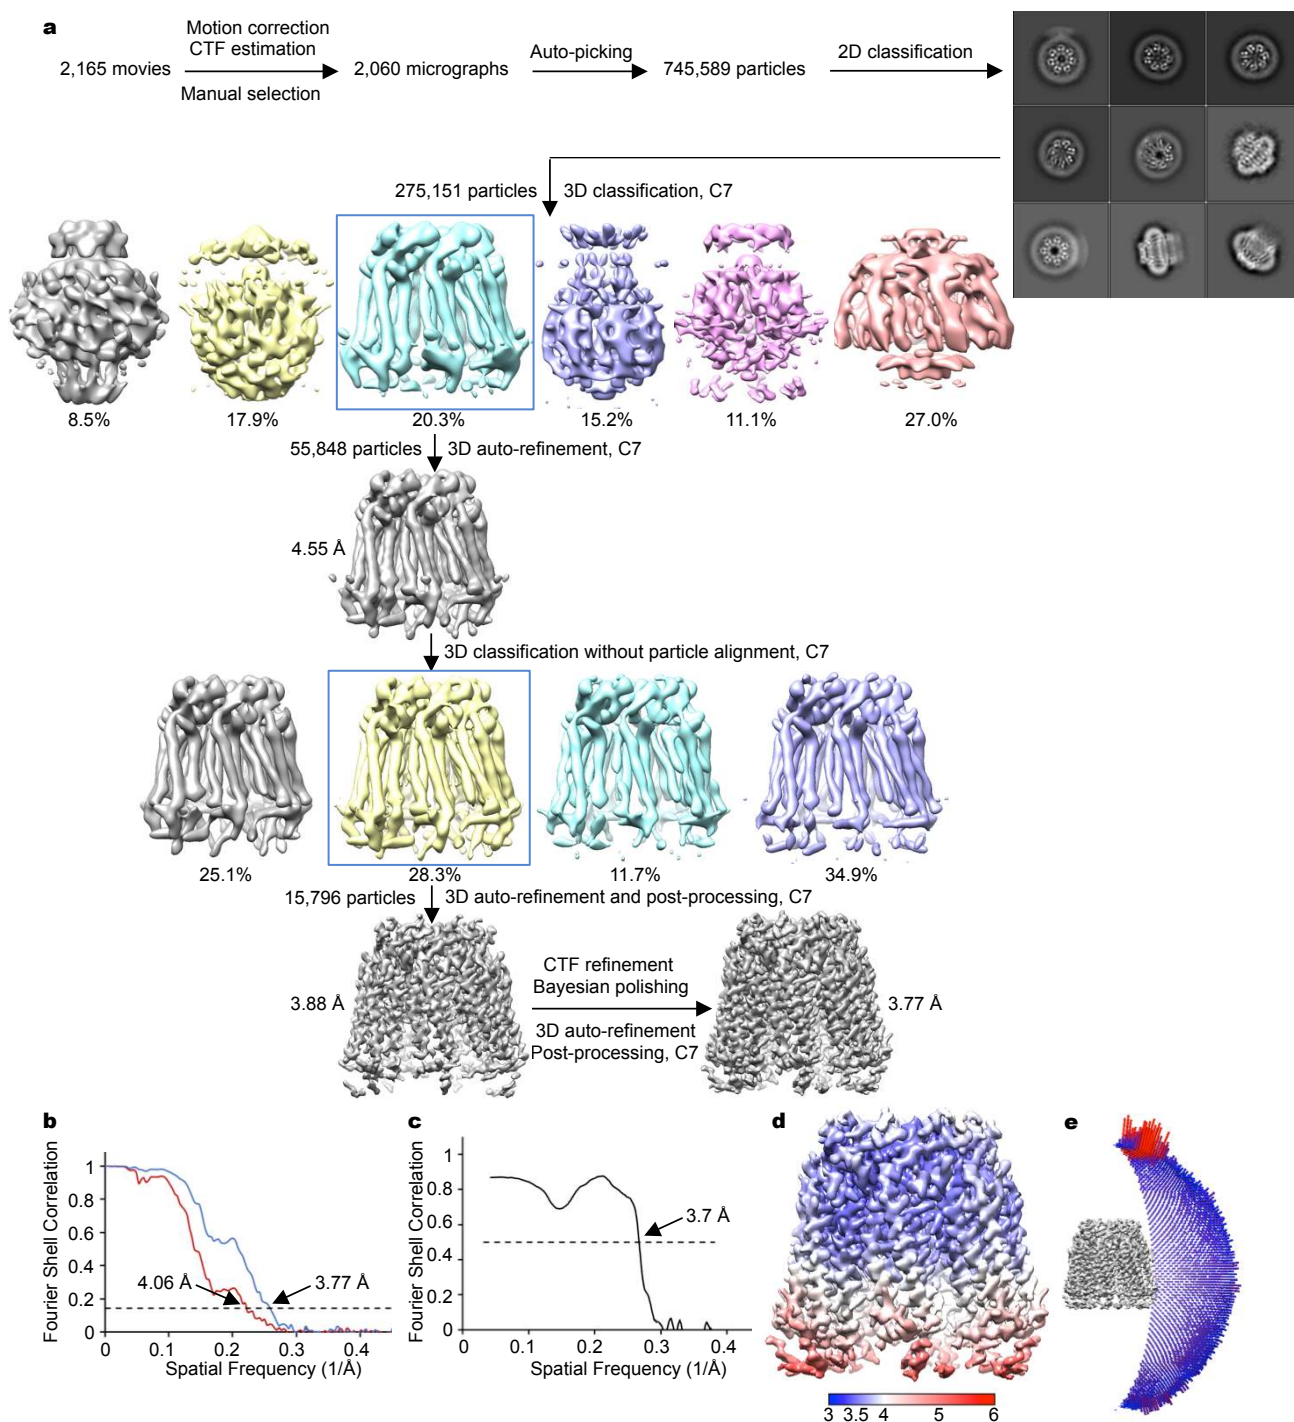 a
Motion correction
CTF estimation
2,165 movies
Manual selection
2,060 micrographs
Auto-picking
745,589 particles
2D classification
275,151 particles
3D classification, C7
8.5%
17.9%
20.3%
15.2%
11.1%
27.0%
55,848 particles
3D auto-refinement, C7
4.55 Å
3D classification without particle alignment, C7
25.1%
28.3%
11.7%
34.9%
15,796 particles
3D auto-refinement and post-processing, C7
3.88 Å
CTF refinement
Bayesian polishing
3D auto-refinement
Post-processing, C7
3.77 Å
b
Fourier Shell Correlation
1
0.8
0.6
0.4
0.2
0
4.06 Å
3.77 Å
0 0.1 0.2 0.3 0.4
Spatial Frequency (1/Å)
c
Fourier Shell Correlation
1
0.8
0.6
0.4
0.2
0
3.7 Å
0 0.1 0.2 0.3 0.4
Spatial Frequency (1/Å)
d
3 3.5 4 5 6
e